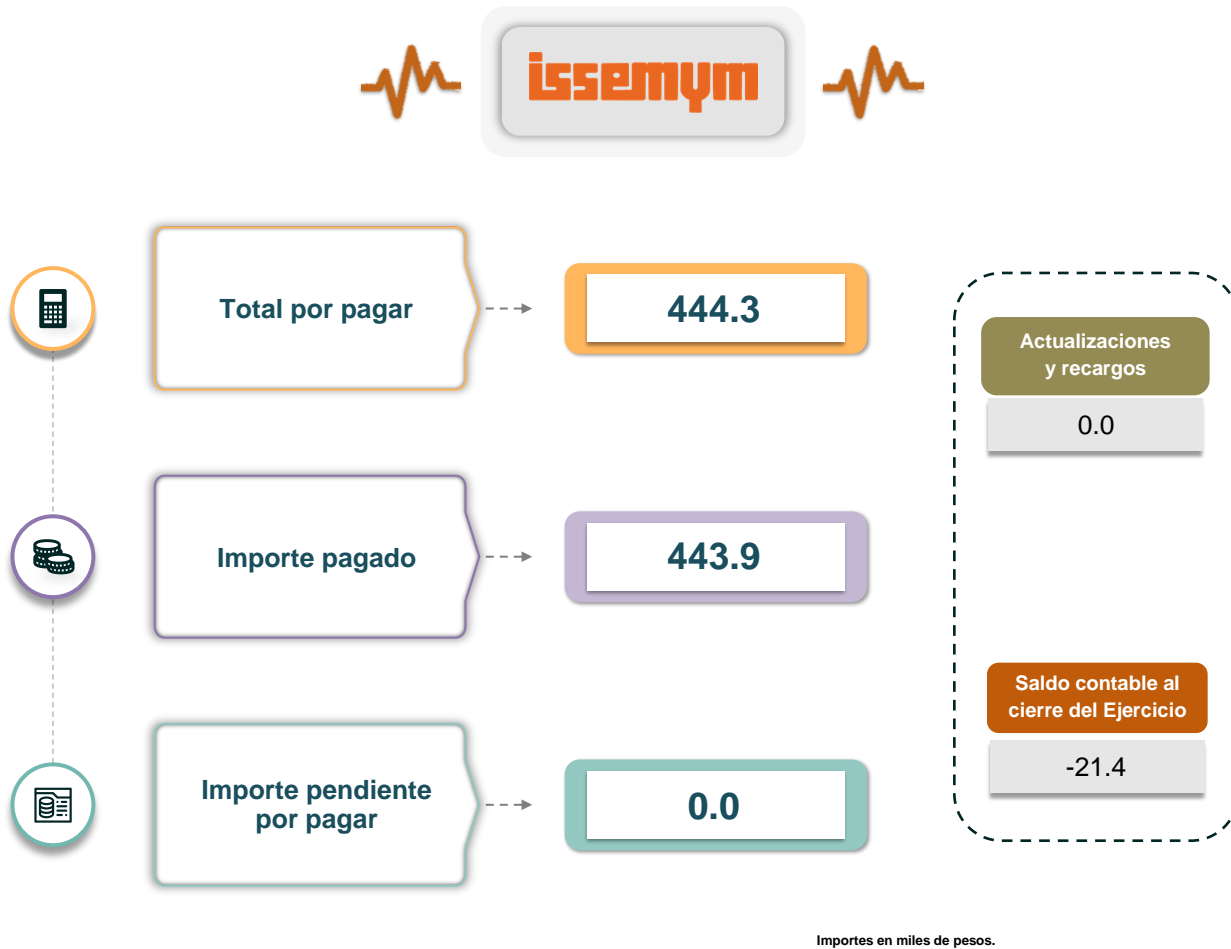 issemym
Total por pagar
444.3
Importe pagado
443.9
Importe pendiente
por pagar
0.0
Actualizaciones
y recargos
0.0
Saldo contable al
cierre del Ejercicio
-21.4
Importes en miles de pesos.